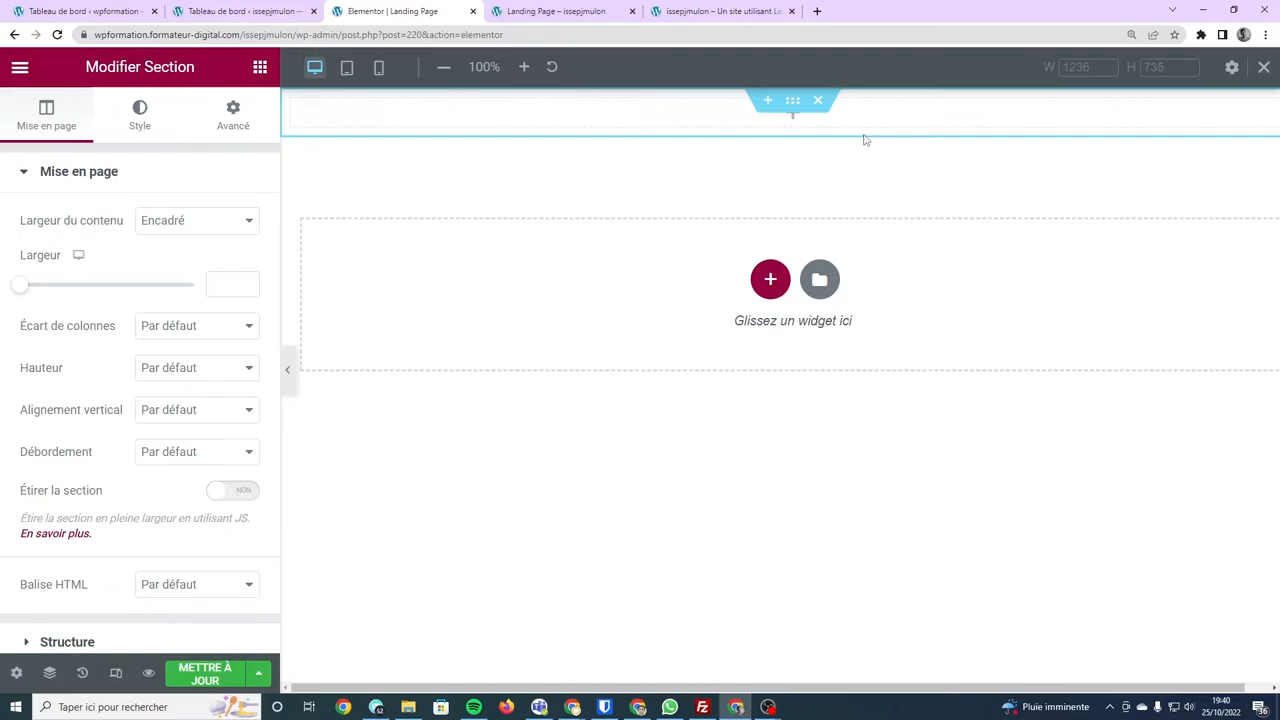 Tableau de bord ‹ wpformation –
Tableau de bord ‹ issepjmulon —
Elementor | Landing Page
Landing Page – issepjmulon
issepjmulon – Un site utilisant Le
wpformation.formateur-digital.com/issepjmulon/wp-admin/post.php?post=220&action=elementor
Modifier Section
100%
W 1236 H 735
Mise en page
Style
Avancé
Mise en page
Largeur du contenu
Encadré
Largeur
Écart de colonnes
Par défaut
Hauteur
Par défaut
Alignement vertical
Par défaut
Débordement
Par défaut
Étirer la section
NON
Étire la section en pleine largeur en utilisant JS.
En savoir plus.
Balise HTML
Par défaut
Structure
METTRE À
JOUR
Glissez un widget ici
Taper ici pour rechercher
Pluie imminente
19:40
25/10/2022